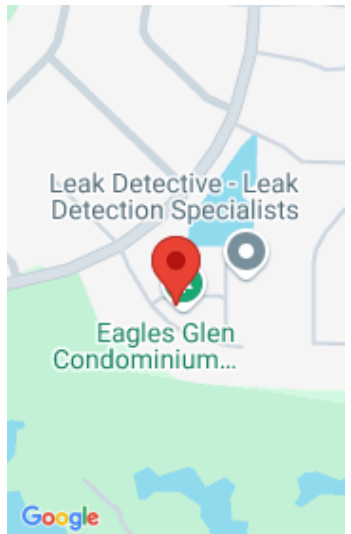 Leak Detective - Leak
Detection Specialists
Eagles Glen
Condominium...
Google